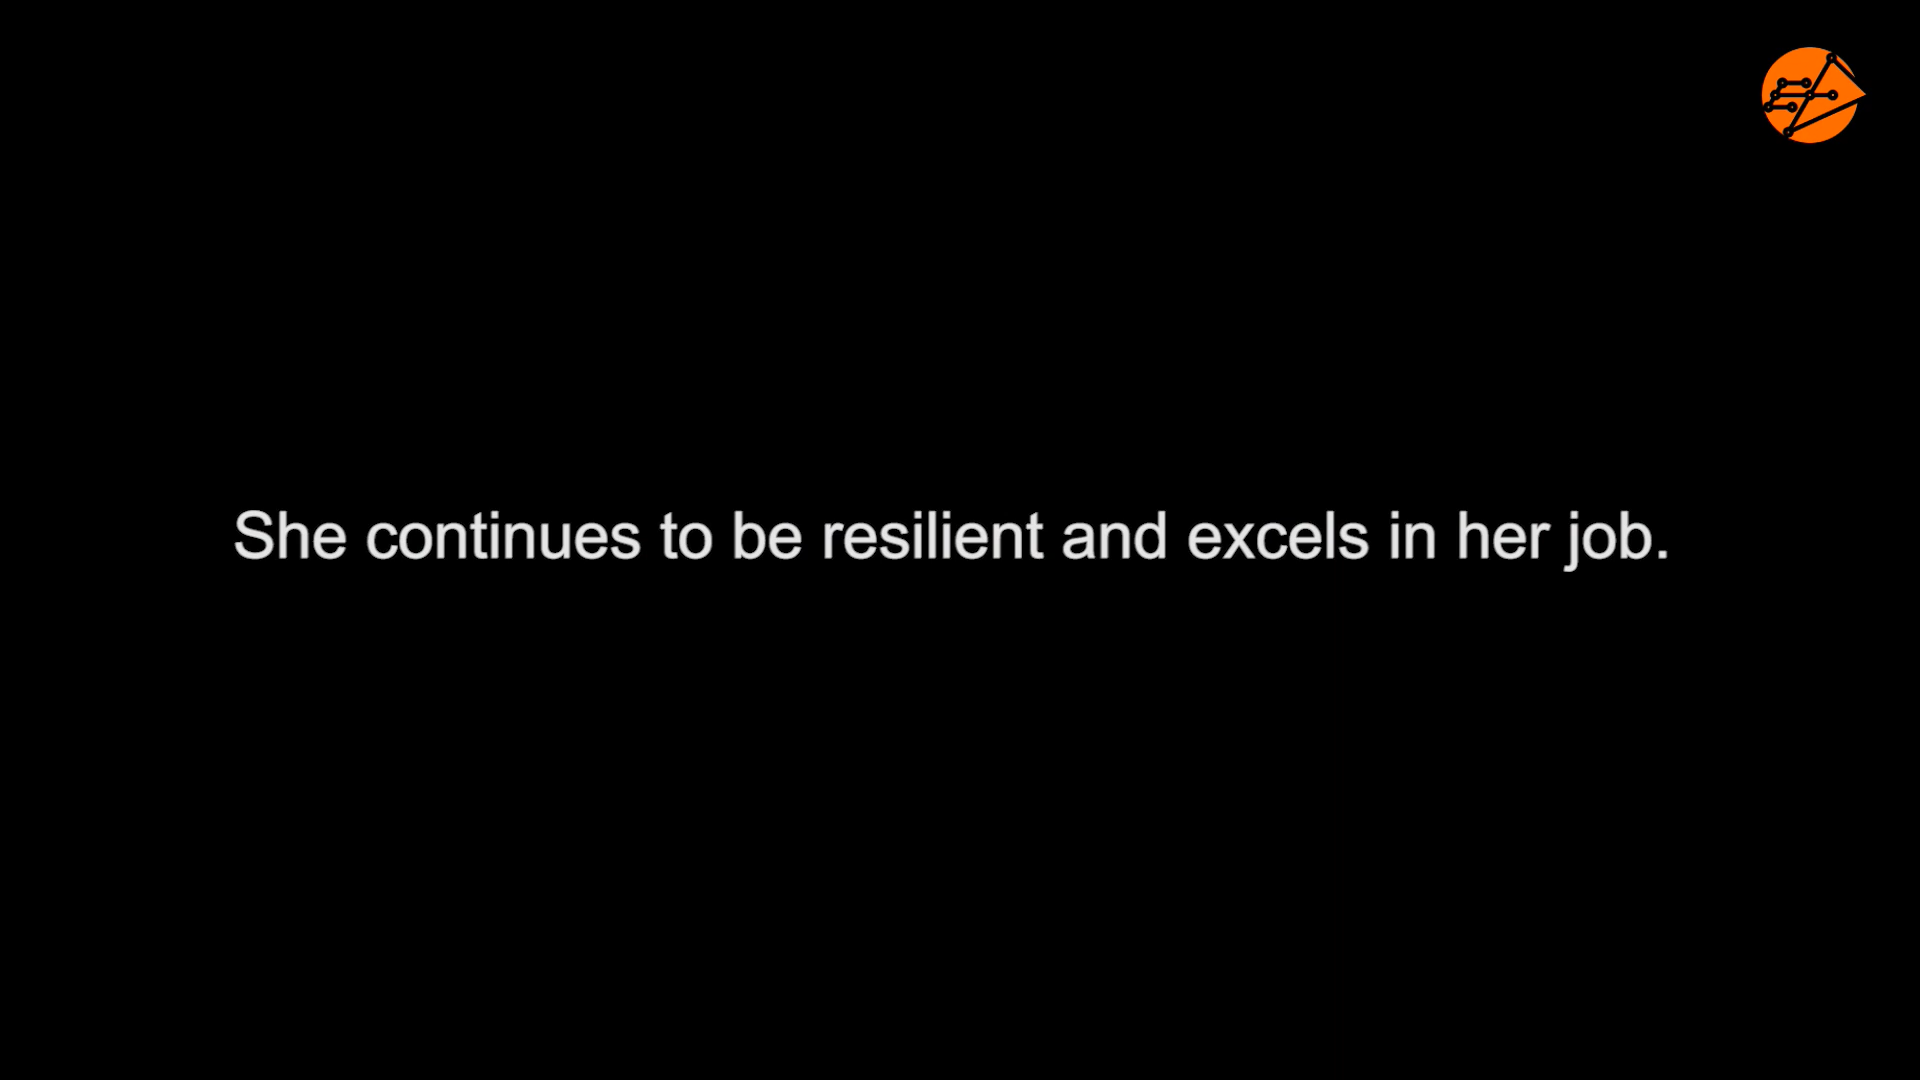 She continues to be resilient and excels in her job.